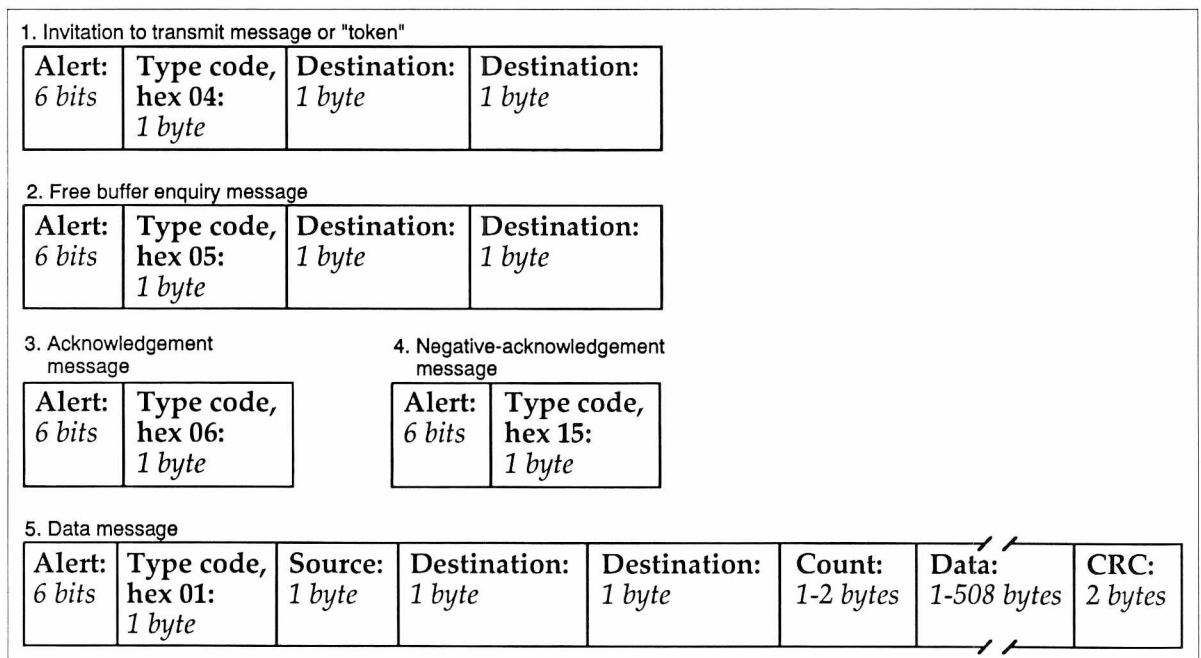 1. Invitation to transmit message or "token"
Alert: Type code, Destination: Destination:
6 bits hex 04: 1 byte 1 byte
1 byte
2. Free buffer enquiry message
Alert: Type code, Destination: Destination:
6 bits hex 05: 1 byte 1 byte
1 byte
3. Acknowledgement
message
Alert: Type code,
6 bits hex 06:
1 byte
4. Negative-acknowledgement
message
Alert: Type code,
6 bits hex 15:
1 byte
5. Data message
Alert: Type code, Source: Destination: Destination: Count: Data: CRC:
6 bits hex 01: 1 byte 1 byte 1 byte 1-2 bytes 1-508 bytes 2 bytes
1 byte